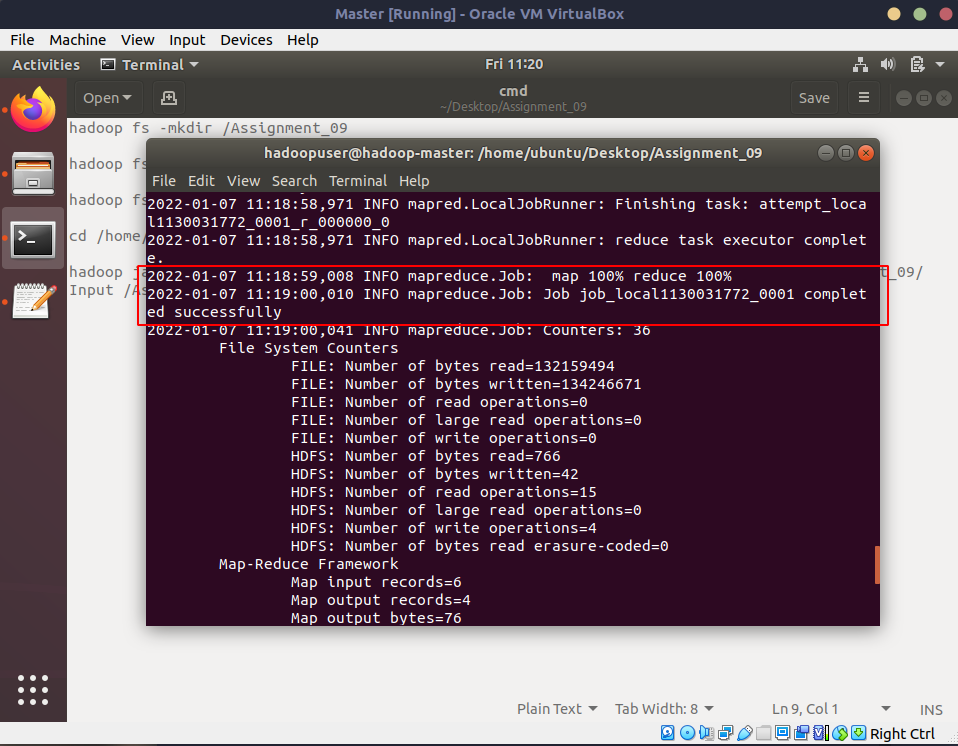 Master [Running] - Oracle VM VirtualBox
File Machine View Input Devices Help
Activities Terminal Fri 11:20
Open cmd Save
~/Desktop/Assignment_09
hadoop fs -mkdir /Assignment_09
hadoop fs
hadoop fs
cd /home/
hadoop ja t_09/
Input /As
hadoopuser@hadoop-master: /home/ubuntu/Desktop/Assignment_09
File Edit View Search Terminal Help
2022-01-07 11:18:58,971 INFO mapred.LocalJobRunner: Finishing task: attempt_loca
l1130031772_0001_r_000000_0
2022-01-07 11:18:58,971 INFO mapred.LocalJobRunner: reduce task executor complet
e.
2022-01-07 11:18:59,008 INFO mapreduce.Job:  map 100% reduce 100%
2022-01-07 11:19:00,010 INFO mapreduce.Job: Job job_local1130031772_0001 complet
ed successfully
2022-01-07 11:19:00,041 INFO mapreduce.Job: Counters: 36
File System Counters
FILE: Number of bytes read=132159494
FILE: Number of bytes written=134246671
FILE: Number of read operations=0
FILE: Number of large read operations=0
FILE: Number of write operations=0
HDFS: Number of bytes read=766
HDFS: Number of bytes written=42
HDFS: Number of read operations=15
HDFS: Number of large read operations=0
HDFS: Number of write operations=4
HDFS: Number of bytes read erasure-coded=0
Map-Reduce Framework
Map input records=6
Map output records=4
Map output bytes=76
Plain Text Tab Width: 8 Ln 9, Col 1 INS
Right Ctrl